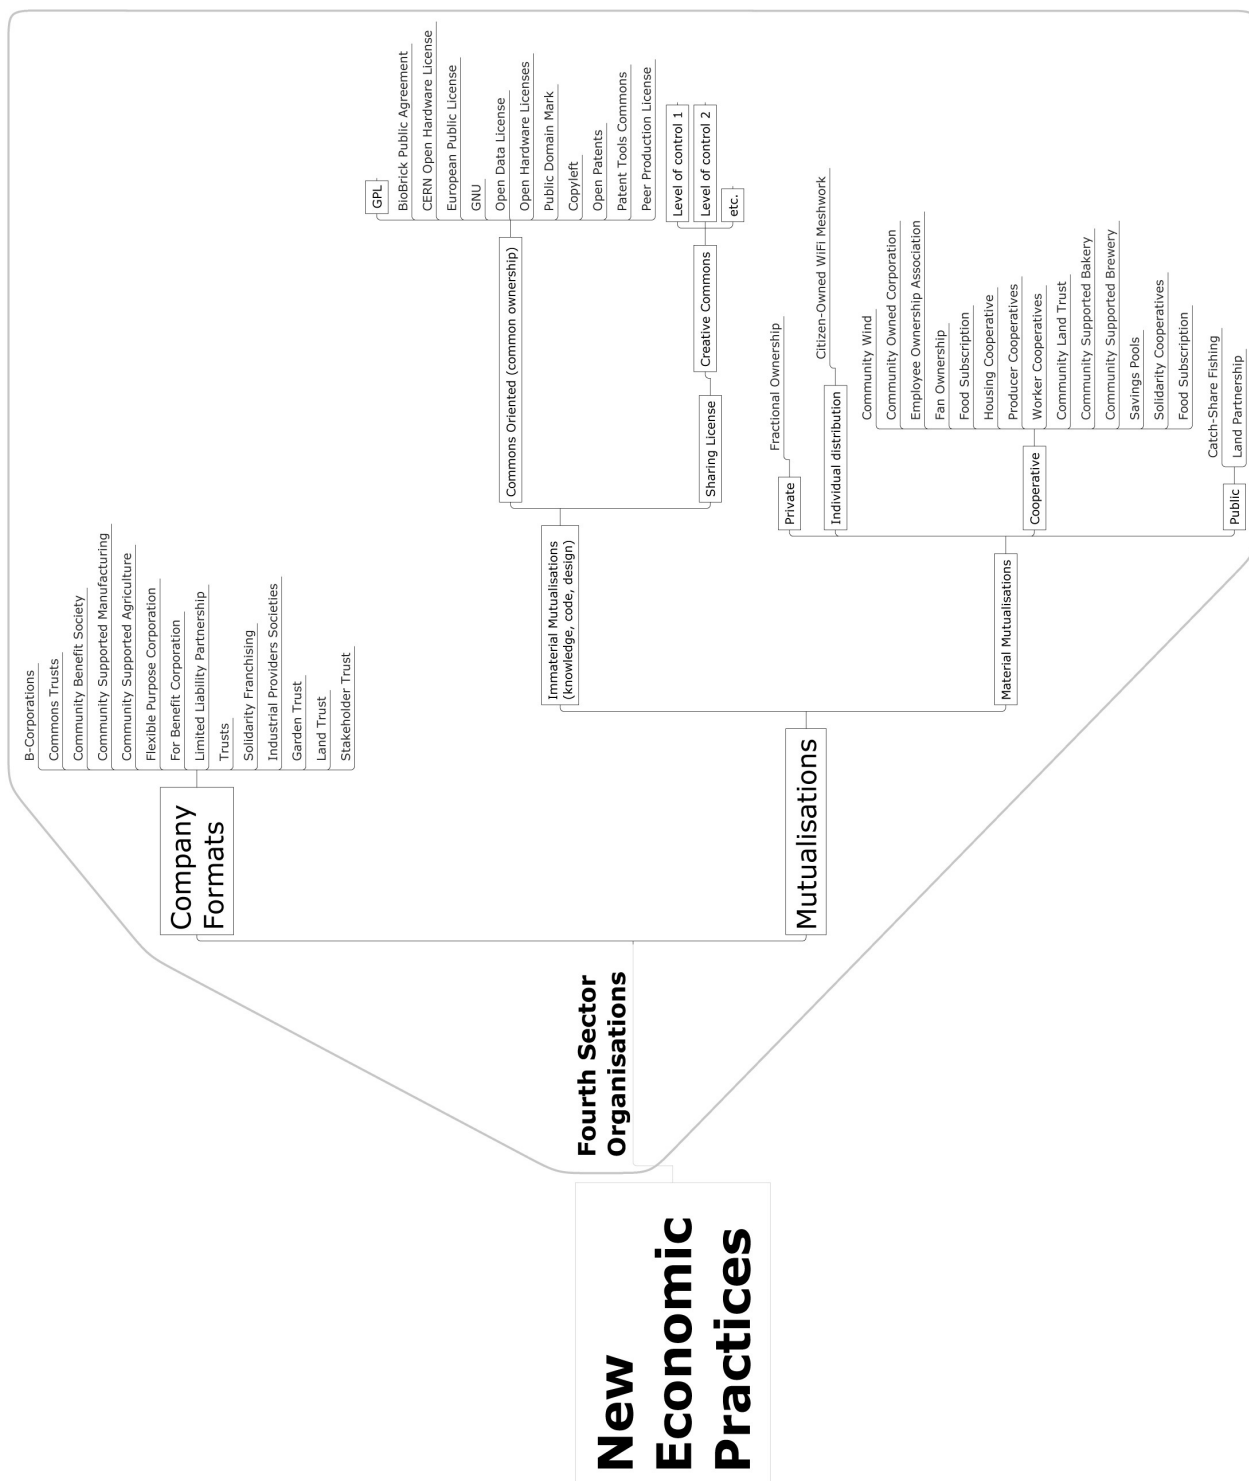 New
Economic
Practices
Fourth Sector
Organisations
Company
Formats
B-Corporations
Commons Trusts
Community Benefit Society
Community Supported Manufacturing
Community Supported Agriculture
Flexible Purpose Corporation
For Benefit Corporation
Limited Liability Partnership
Trusts
Solidarity Franchising
Industrial Providers Societies
Garden Trust
Land Trust
Stakeholder Trust
Mutualisations
Immaterial Mutualisations
(knowledge, code, design)
Commons Oriented (common ownership)
GPL
BioBrick Public Agreement
CERN Open Hardware License
European Public License
GNU
Open Data License
Open Hardware Licenses
Public Domain Mark
Copyleft
Open Patents
Patent Tools Commons
Peer Production License
Sharing License
Creative Commons
Level of control 1
Level of control 2
etc.
Material Mutualisations
Private
Fractional Ownership
Individual distribution
Citizen-Owned WiFi Meshwork
Cooperative
Community Wind
Community Owned Corporation
Employee Ownership Association
Fan Ownership
Food Subscription
Housing Cooperative
Producer Cooperatives
Worker Cooperatives
Community Land Trust
Community Supported Bakery
Community Supported Brewery
Savings Pools
Solidarity Cooperatives
Food Subscription
Public
Catch-Share Fishing
Land Partnership